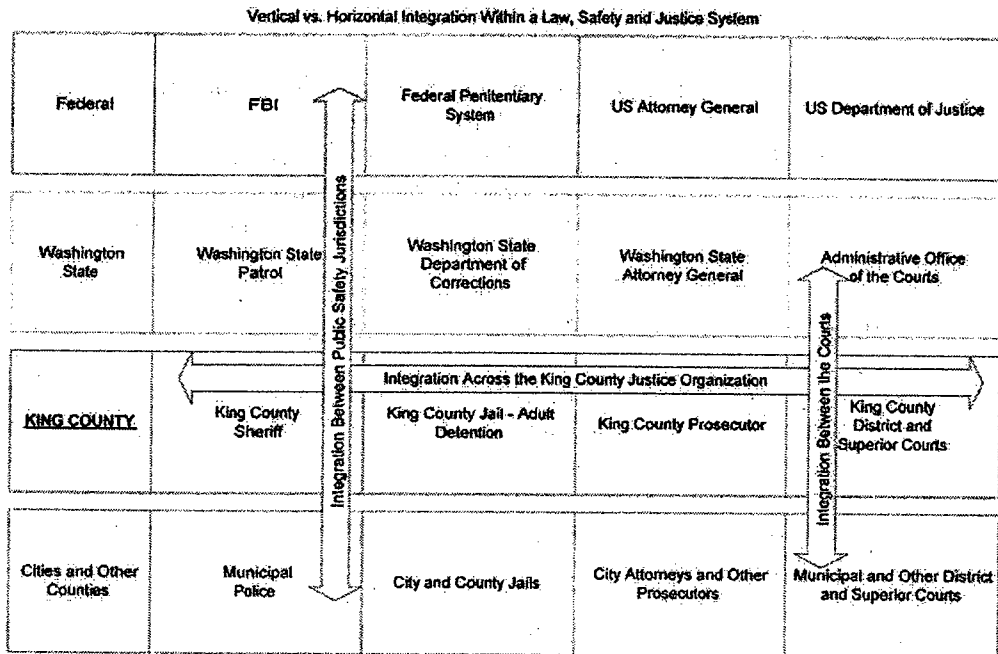 Vertical vs. Horizontal Integration Within a Law, Safety and Justice System
Federal
FBI
Federal Penitentiary
System
US Attorney General
US Department of Justice
Integration Between Public Safety Jurisdictions
Washington
State
Washington State
Patrol
Washington State
Department of
Corrections
Washington State
Attorney General
Administrative Office
of the Courts
Integration Between the Courts
Integration Across the King County Justice Organization
KING COUNTY
King County
Sheriff
King County Jail - Adult
Detention
King County Prosecutor
King County
District and
Superior Courts
Cities and Other
Counties
Municipal
Police
City and County Jails
City Attorneys and Other
Prosecutors
Municipal and Other District
and Superior Courts